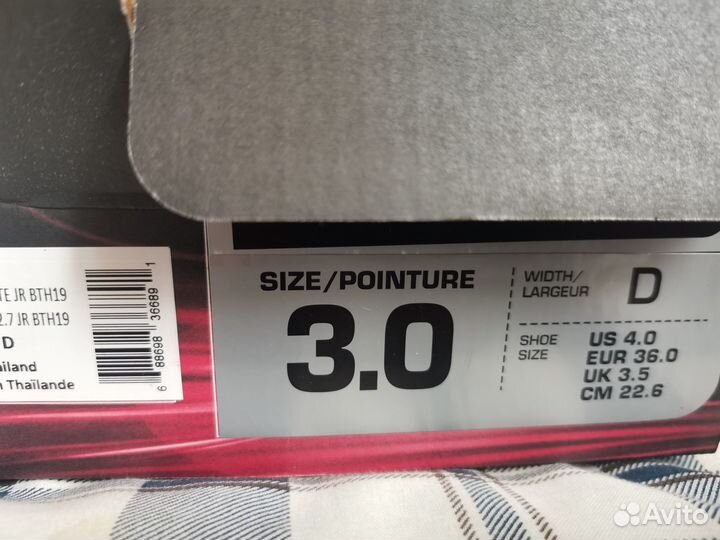 TE JR BTH19
2.7 JR BTH19
D
ailand
n Thaïlande
6 88698 36689 1
SIZE/POINTURE
3.0
WIDTH/
LARGEUR
D
SHOE
SIZE
US 4.0
EUR 36.0
UK 3.5
CM 22.6
Avito